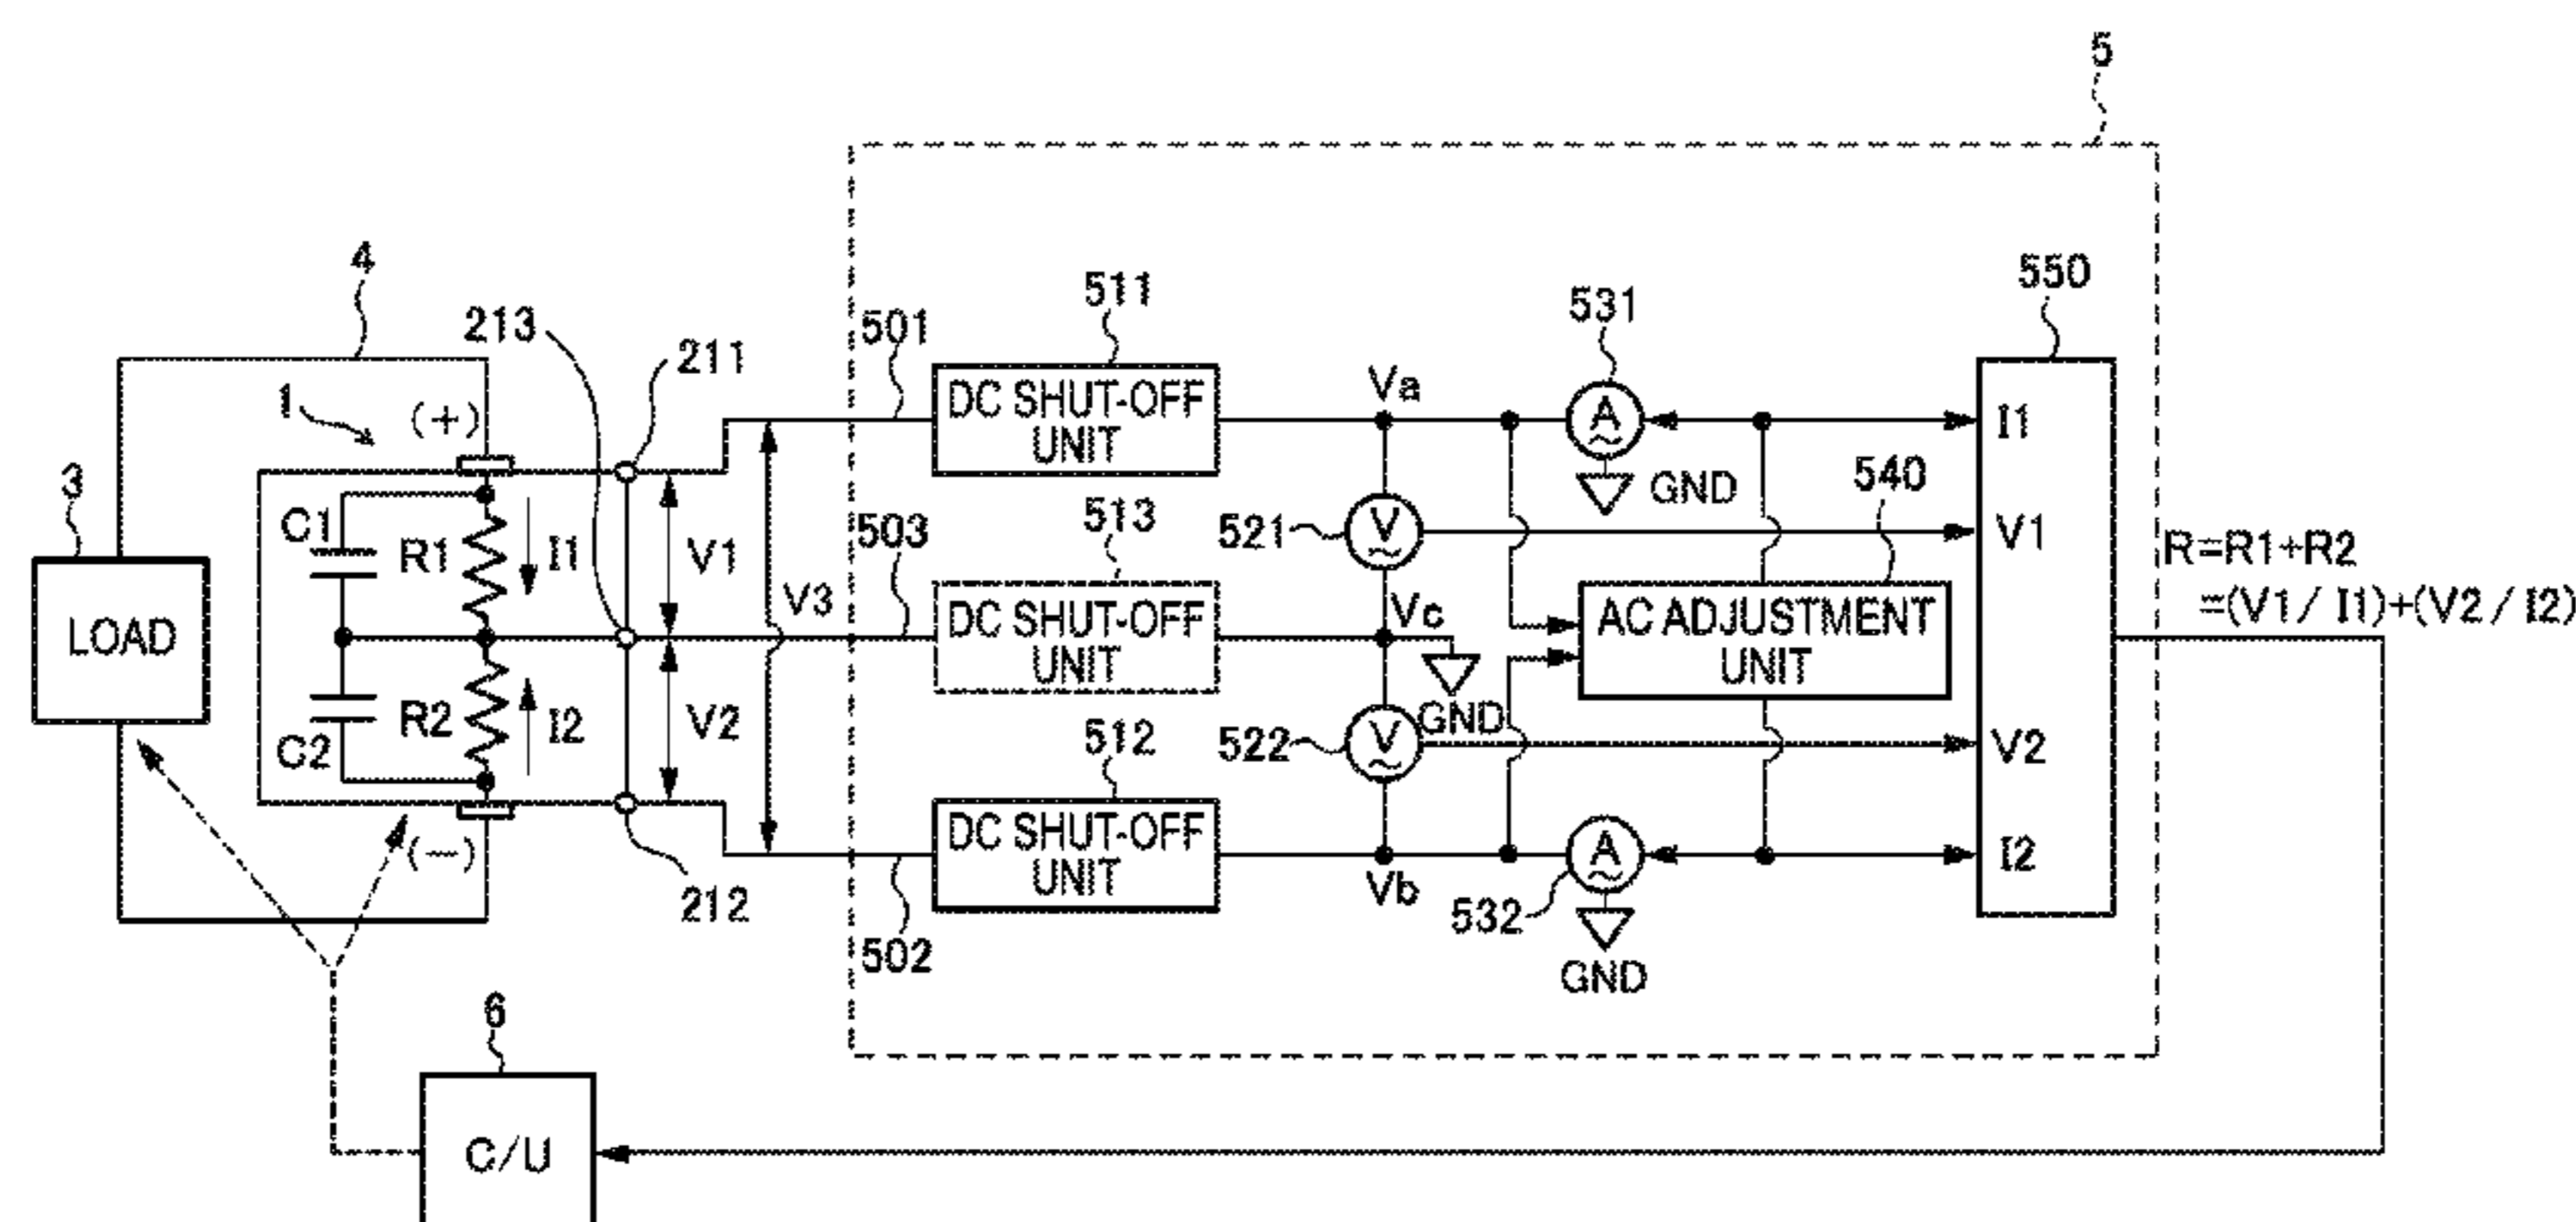 5
4
550
511
531
213
211
501
1
(+)
DC SHUT-OFF
UNIT
Va
A
I1
GND
540
3
C1
R1
I1
V1
503
513
521
V
V1
R=R1+R2
=(V1/I1)+(V2/I2)
LOAD
V3
DC SHUT-OFF
UNIT
Vc
AC ADJUSTMENT
UNIT
GND
C2
R2
I2
V2
512
522
V
V2
(−)
DC SHUT-OFF
UNIT
Vb
A
I2
212
502
532
GND
6
C/U